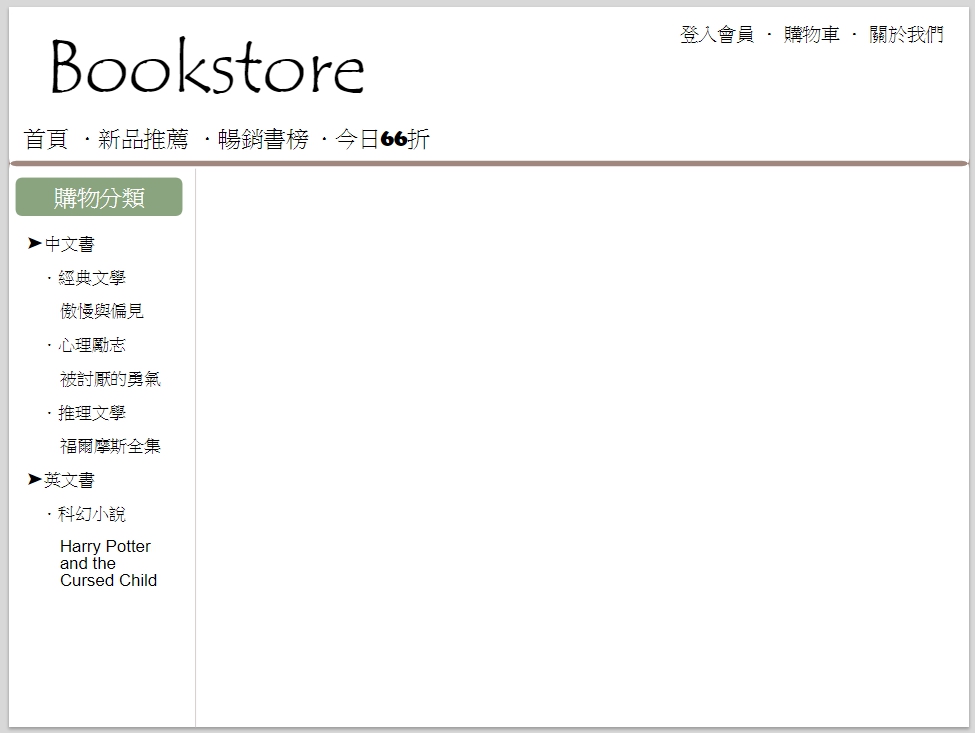 Bookstore
登入會員 · 購物車 · 關於我們
首頁 ·新品推薦 ·暢銷書榜 ·今日66折
購物分類
➤中文書
·經典文學
傲慢與偏見
·心理勵志
被討厭的勇氣
·推理文學
福爾摩斯全集
➤英文書
·科幻小說
Harry Potter
and the
Cursed Child